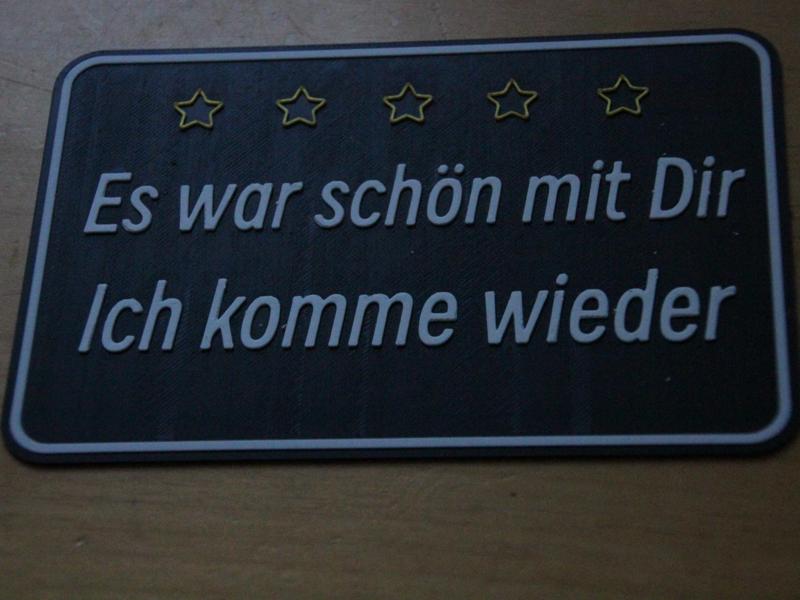 Es war schön mit Dir
Ich komme wieder